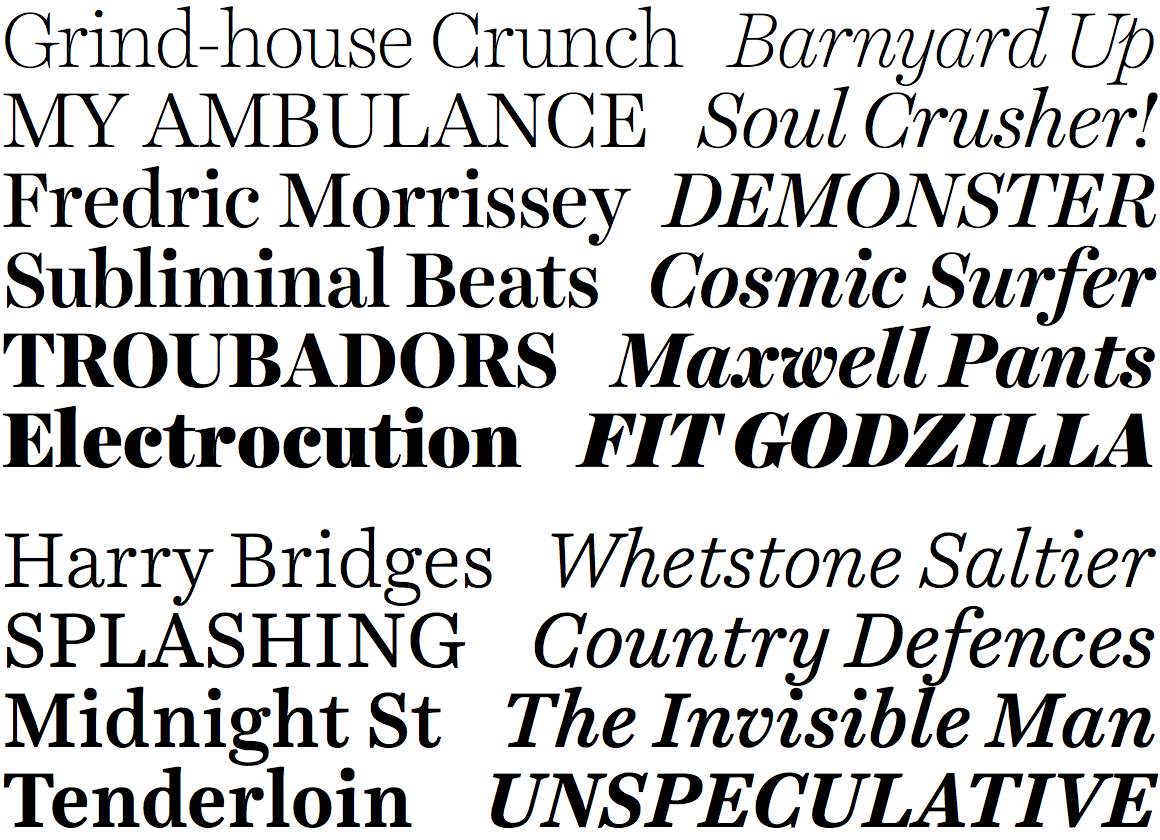 Grind-house Crunch Barnyard Up
MY AMBULANCE Soul Crusher!
Fredric Morrissey DEMONSTER
Subliminal Beats Cosmic Surfer
TROUBADORS Maxwell Pants
Electrocution FIT GODZILLA
Harry Bridges Whetstone Saltier
SPLASHING Country Defences
Midnight St The Invisible Man
Tenderloin UNSPECULATIVE